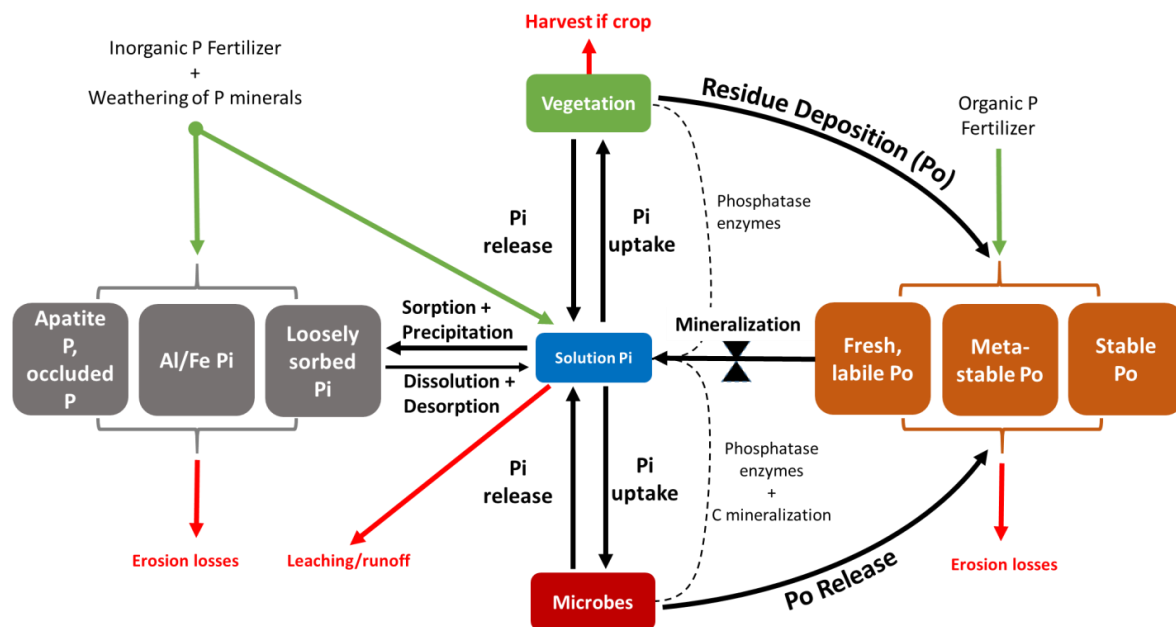 Harvest if crop
Inorganic P Fertilizer
+
Weathering of P minerals
Vegetation
Residue Deposition (Po)
Organic P
Fertilizer
Phosphatase
enzymes
Pi
release
Pi
uptake
Apatite
P,
occluded
P
Al/Fe Pi
Loosely
sorbed
Pi
Sorption +
Precipitation
Dissolution +
Desorption
Solution Pi
Mineralization
Fresh,
labile Po
Meta-
stable Po
Stable
Po
Pi
release
Pi
uptake
Phosphatase
enzymes
+
C mineralization
Erosion losses
Leaching/runoff
Microbes
Po Release
Erosion losses